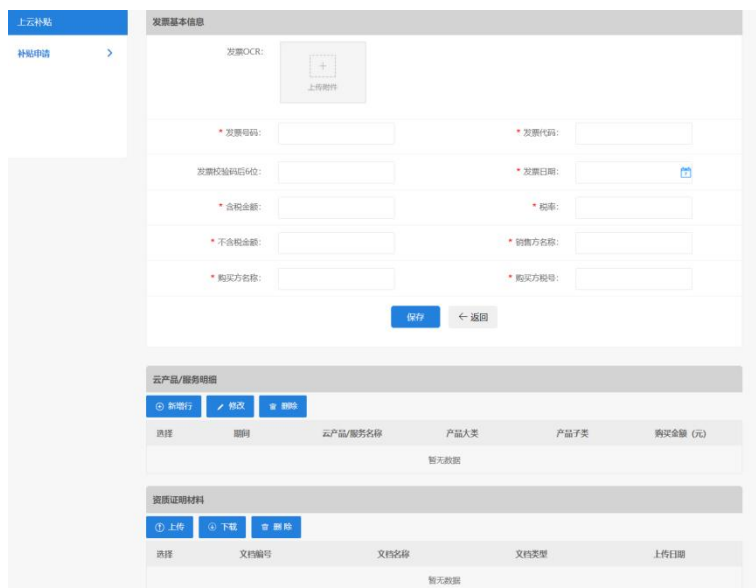 上云补贴
补贴申请
发票基本信息
发票OCR:
上传附件
* 发票号码:
* 发票代码:
发票校验码后6位:
* 发票日期:
* 含税金额:
* 税率:
* 不含税金额:
* 销售方名称:
* 购买方名称:
* 购买方税号:
保存
返回
云产品/服务明细
新增行 修改 删除
选择 期间 云产品/服务名称 产品大类 产品子类 购买金额（元）
暂无数据
资质证明材料
上传 下载 删除
选择 文档编号 文档名称 文档类型 上传日期
暂无数据